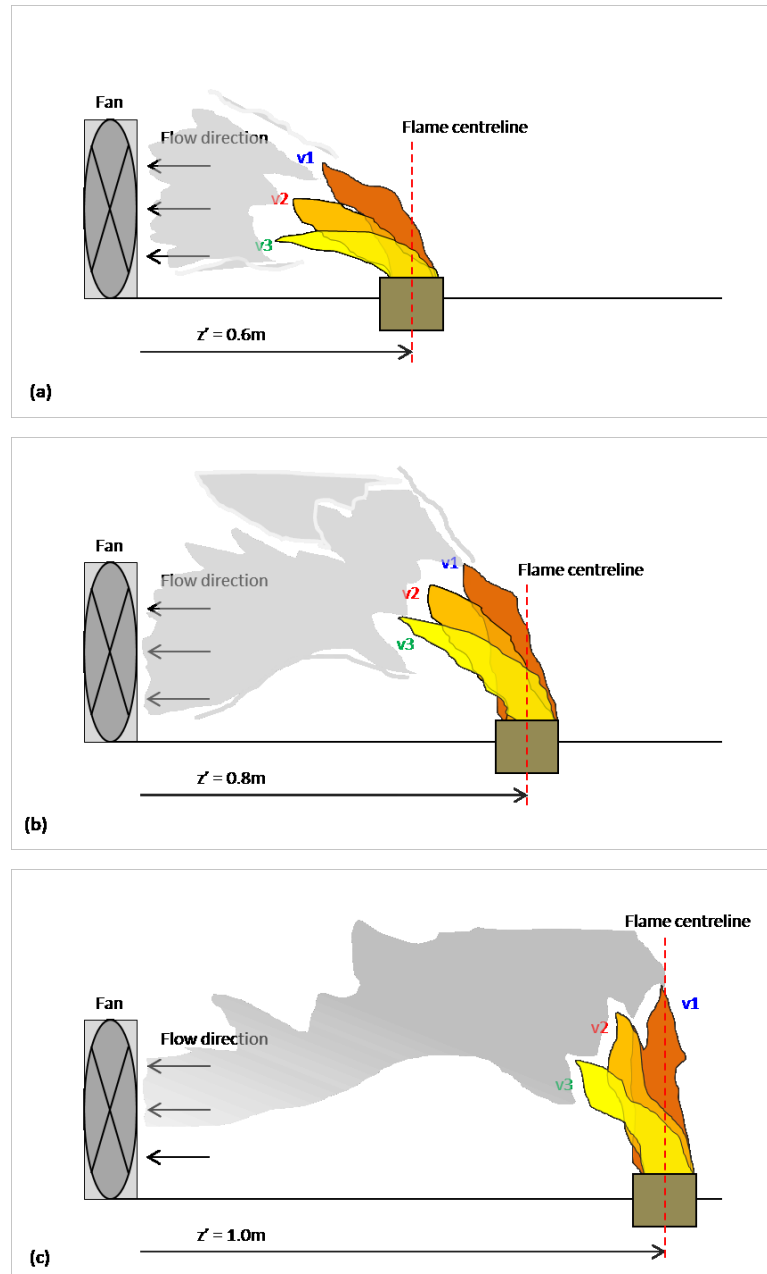 Fan
Flame centreline
Flow direction
v1
v2
v3
z’ = 0.6m
(a)
Fan
Flow direction
v1
Flame centreline
v2
v3
z’ = 0.8m
(b)
Flame centreline
Fan
v1
v2
Flow direction
v3
z’ = 1.0m
(c)